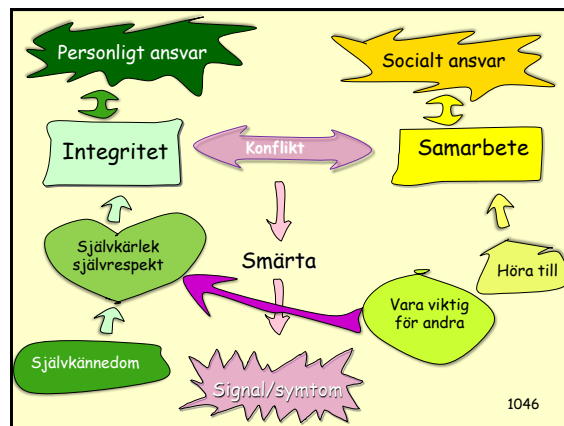 Personligt ansvar
Socialt ansvar
Integritet
Konflikt
Samarbete
Självkärlek
självrespekt
Smärta
Höra till
Vara viktig
för andra
Självkännedom
Signal/symtom
1046